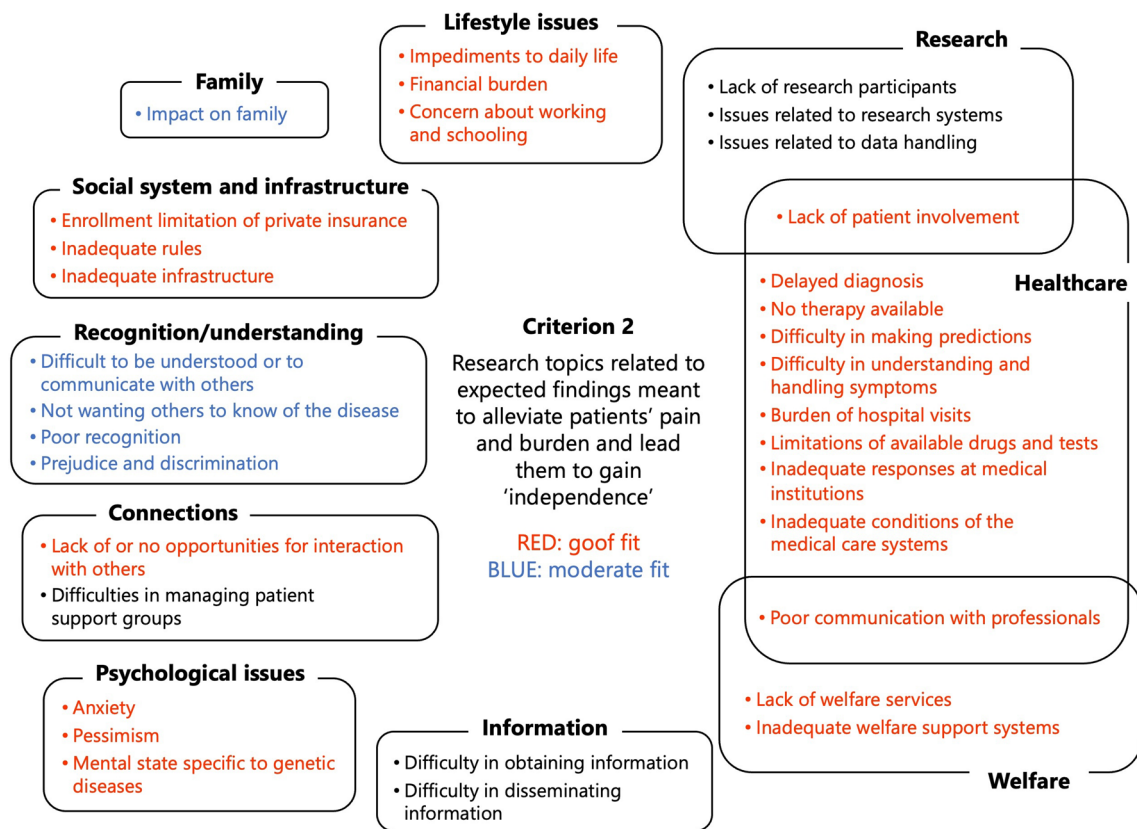 Lifestyle issues
• Impediments to daily life
• Financial burden
• Concern about working
and schooling
Research
• Lack of research participants
• Issues related to research systems
• Issues related to data handling
Family
• Impact on family
Social system and infrastructure
• Enrollment limitation of private insurance
• Inadequate rules
• Inadequate infrastructure
• Lack of patient involvement
Healthcare
• Delayed diagnosis
• No therapy available
• Difficulty in making predictions
• Difficulty in understanding and
handling symptoms
• Burden of hospital visits
• Limitations of available drugs and tests
• Inadequate responses at medical
institutions
• Inadequate conditions of the
medical care systems
Recognition/understanding
• Difficult to be understood or to
communicate with others
• Not wanting others to know of the disease
• Poor recognition
• Prejudice and discrimination
Criterion 2
Research topics related to
expected findings meant
to alleviate patients’ pain
and burden and lead
them to gain
‘independence’
RED: goof fit
BLUE: moderate fit
Connections
• Lack of or no opportunities for interaction
with others
• Difficulties in managing patient
support groups
• Poor communication with professionals
Psychological issues
• Anxiety
• Pessimism
• Mental state specific to genetic
diseases
Information
• Difficulty in obtaining information
• Difficulty in disseminating
information
• Lack of welfare services
• Inadequate welfare support systems
Welfare